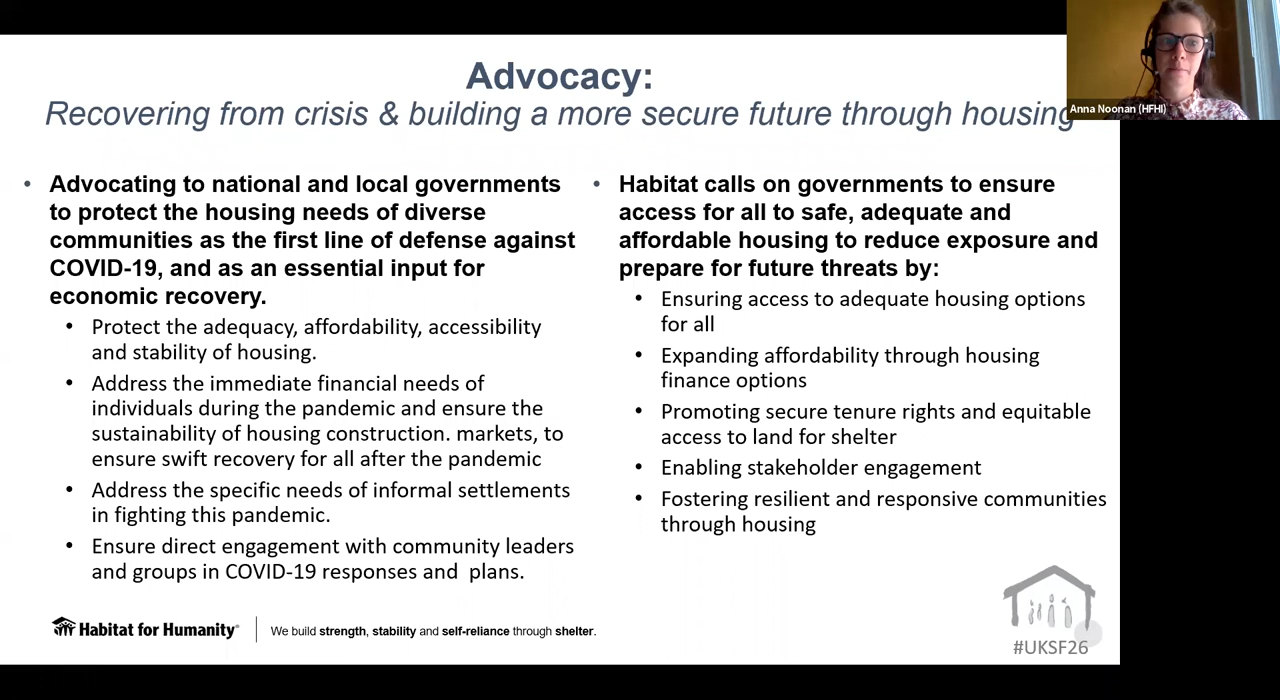 Advocacy:
Recovering from crisis & building a more secure future through housing
Anna Noonan (HFHI)
• Advocating to national and local governments
to protect the housing needs of diverse
communities as the first line of defense against
COVID-19, and as an essential input for
economic recovery.
• Protect the adequacy, affordability, accessibility
and stability of housing.
• Address the immediate financial needs of
individuals during the pandemic and ensure the
sustainability of housing construction. markets, to
ensure swift recovery for all after the pandemic
• Address the specific needs of informal settlements
in fighting this pandemic.
• Ensure direct engagement with community leaders
and groups in COVID-19 responses and  plans.
• Habitat calls on governments to ensure
access for all to safe, adequate and
affordable housing to reduce exposure and
prepare for future threats by:
• Ensuring access to adequate housing options
for all
• Expanding affordability through housing
finance options
• Promoting secure tenure rights and equitable
access to land for shelter
• Enabling stakeholder engagement
• Fostering resilient and responsive communities
through housing
Habitat for Humanity®
We build strength, stability and self-reliance through shelter.
#UKSF26